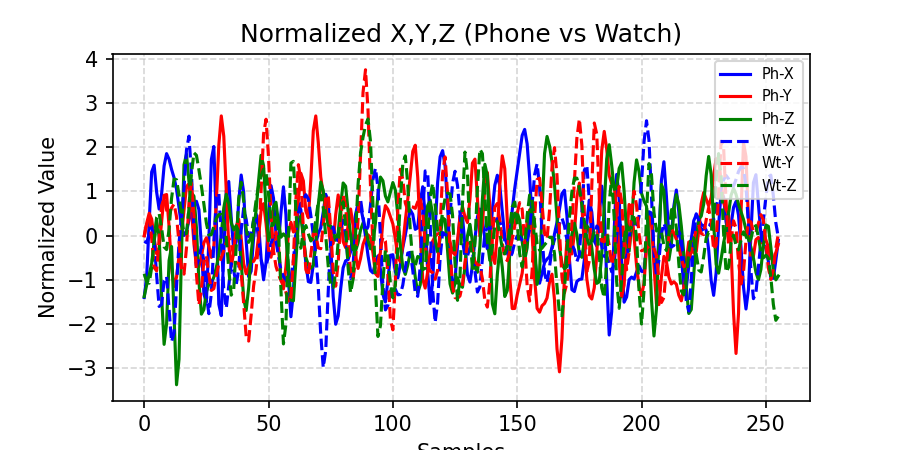 Normalized X,Y,Z (Phone vs Watch)
Normalized Value
4
3
2
1
0
−1
−2
−3
Ph-X
Ph-Y
Ph-Z
Wt-X
Wt-Y
Wt-Z
0 50 100 150 200 250
Samples